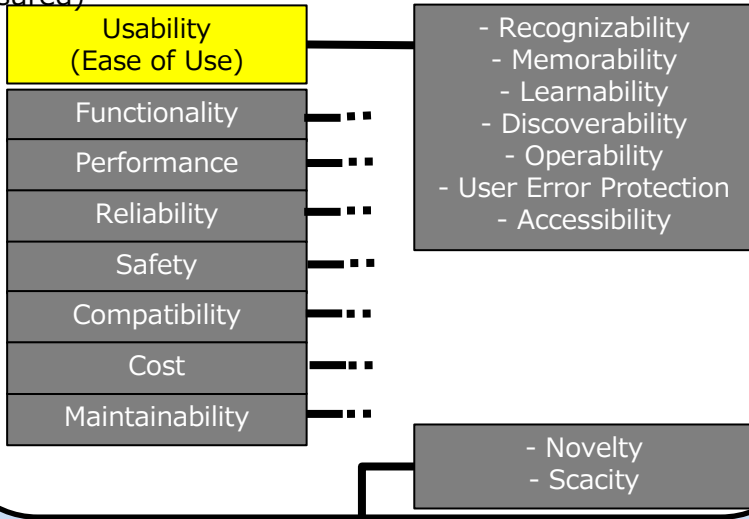 Usability
(Ease of Use)
Functionality
Performance
Reliability
Safety
Compatibility
Cost
Maintainability
- Recognizability
- Memorability
- Learnability
- Discoverability
- Operability
- User Error Protection
- Accessibility
- Novelty
- Scacity